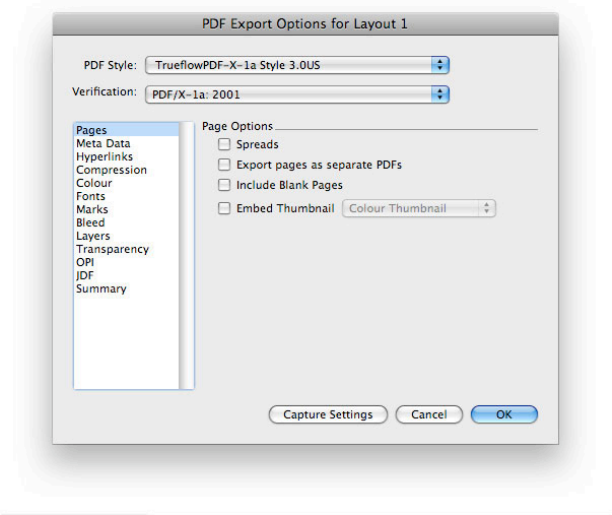 PDF Export Options for Layout 1
PDF Style: TrueflowPDF-X-1a Style 3.0US
Verification: PDF/X-1a: 2001
Pages
Meta Data
Hyperlinks
Compression
Colour
Fonts
Marks
Bleed
Layers
Transparency
OPI
JDF
Summary
Page Options
Spreads
Export pages as separate PDFs
Include Blank Pages
Embed Thumbnail Colour Thumbnail
Capture Settings Cancel OK